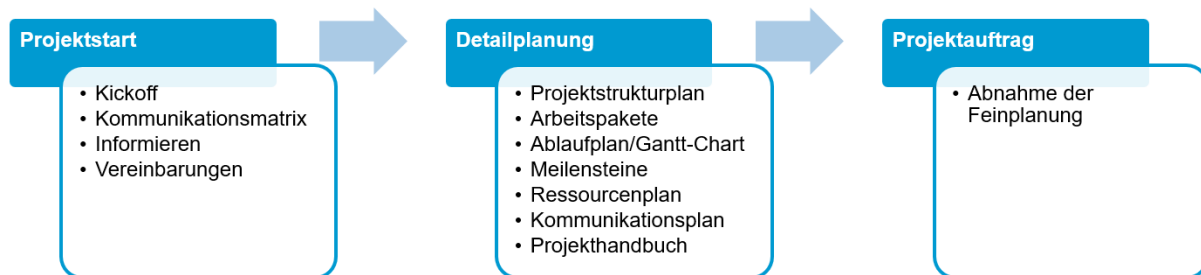 Projektstart
• Kickoff
• Kommunikationsmatrix
• Informieren
• Vereinbarungen
Detailplanung
• Projektstrukturplan
• Arbeitspakete
• Ablaufplan/Gantt-Chart
• Meilensteine
• Ressourcenplan
• Kommunikationsplan
• Projekthandbuch
Projektauftrag
• Abnahme der
Feinplanung